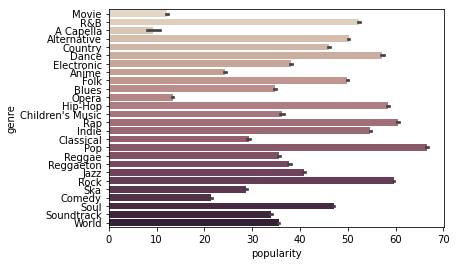 Movie
R&B
A Capella
Alternative
Country
Dance
Electronic
Anime
Folk
Blues
Opera
Hip-Hop
Children's Music
Rap
Indie
Classical
Pop
Reggae
Reggaeton
Jazz
Rock
Ska
Comedy
Soul
Soundtrack
World
genre
0 10 20 30 40 50 60 70
popularity